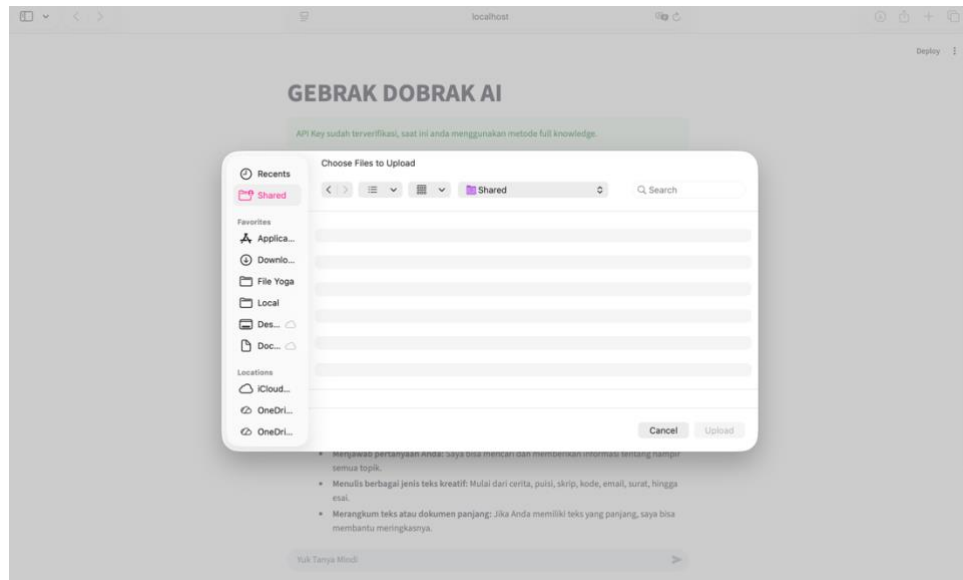 localhost
Deploy
GEBRAK DOBRAK AI
API Key sudah terverifikasi, saat ini anda menggunakan metode full knowledge.
Choose Files to Upload
Recents
Shared
Shared
Search
Favorites
Applica...
Downlo...
File Yoga
Local
Des...
Doc...
Locations
iCloud...
OneDri...
OneDri...
Cancel
Upload
Menjawab pertanyaan Anda: Saya bisa mencari dan memberikan informasi tentang hampir
semua topik.
Menulis berbagai jenis teks kreatif: Mulai dari cerita, puisi, skrip, kode, email, surat, hingga
esai.
Merangkum teks atau dokumen panjang: Jika Anda memiliki teks yang panjang, saya bisa
membantu meringkasnya.
Yuk Tanya Mindi